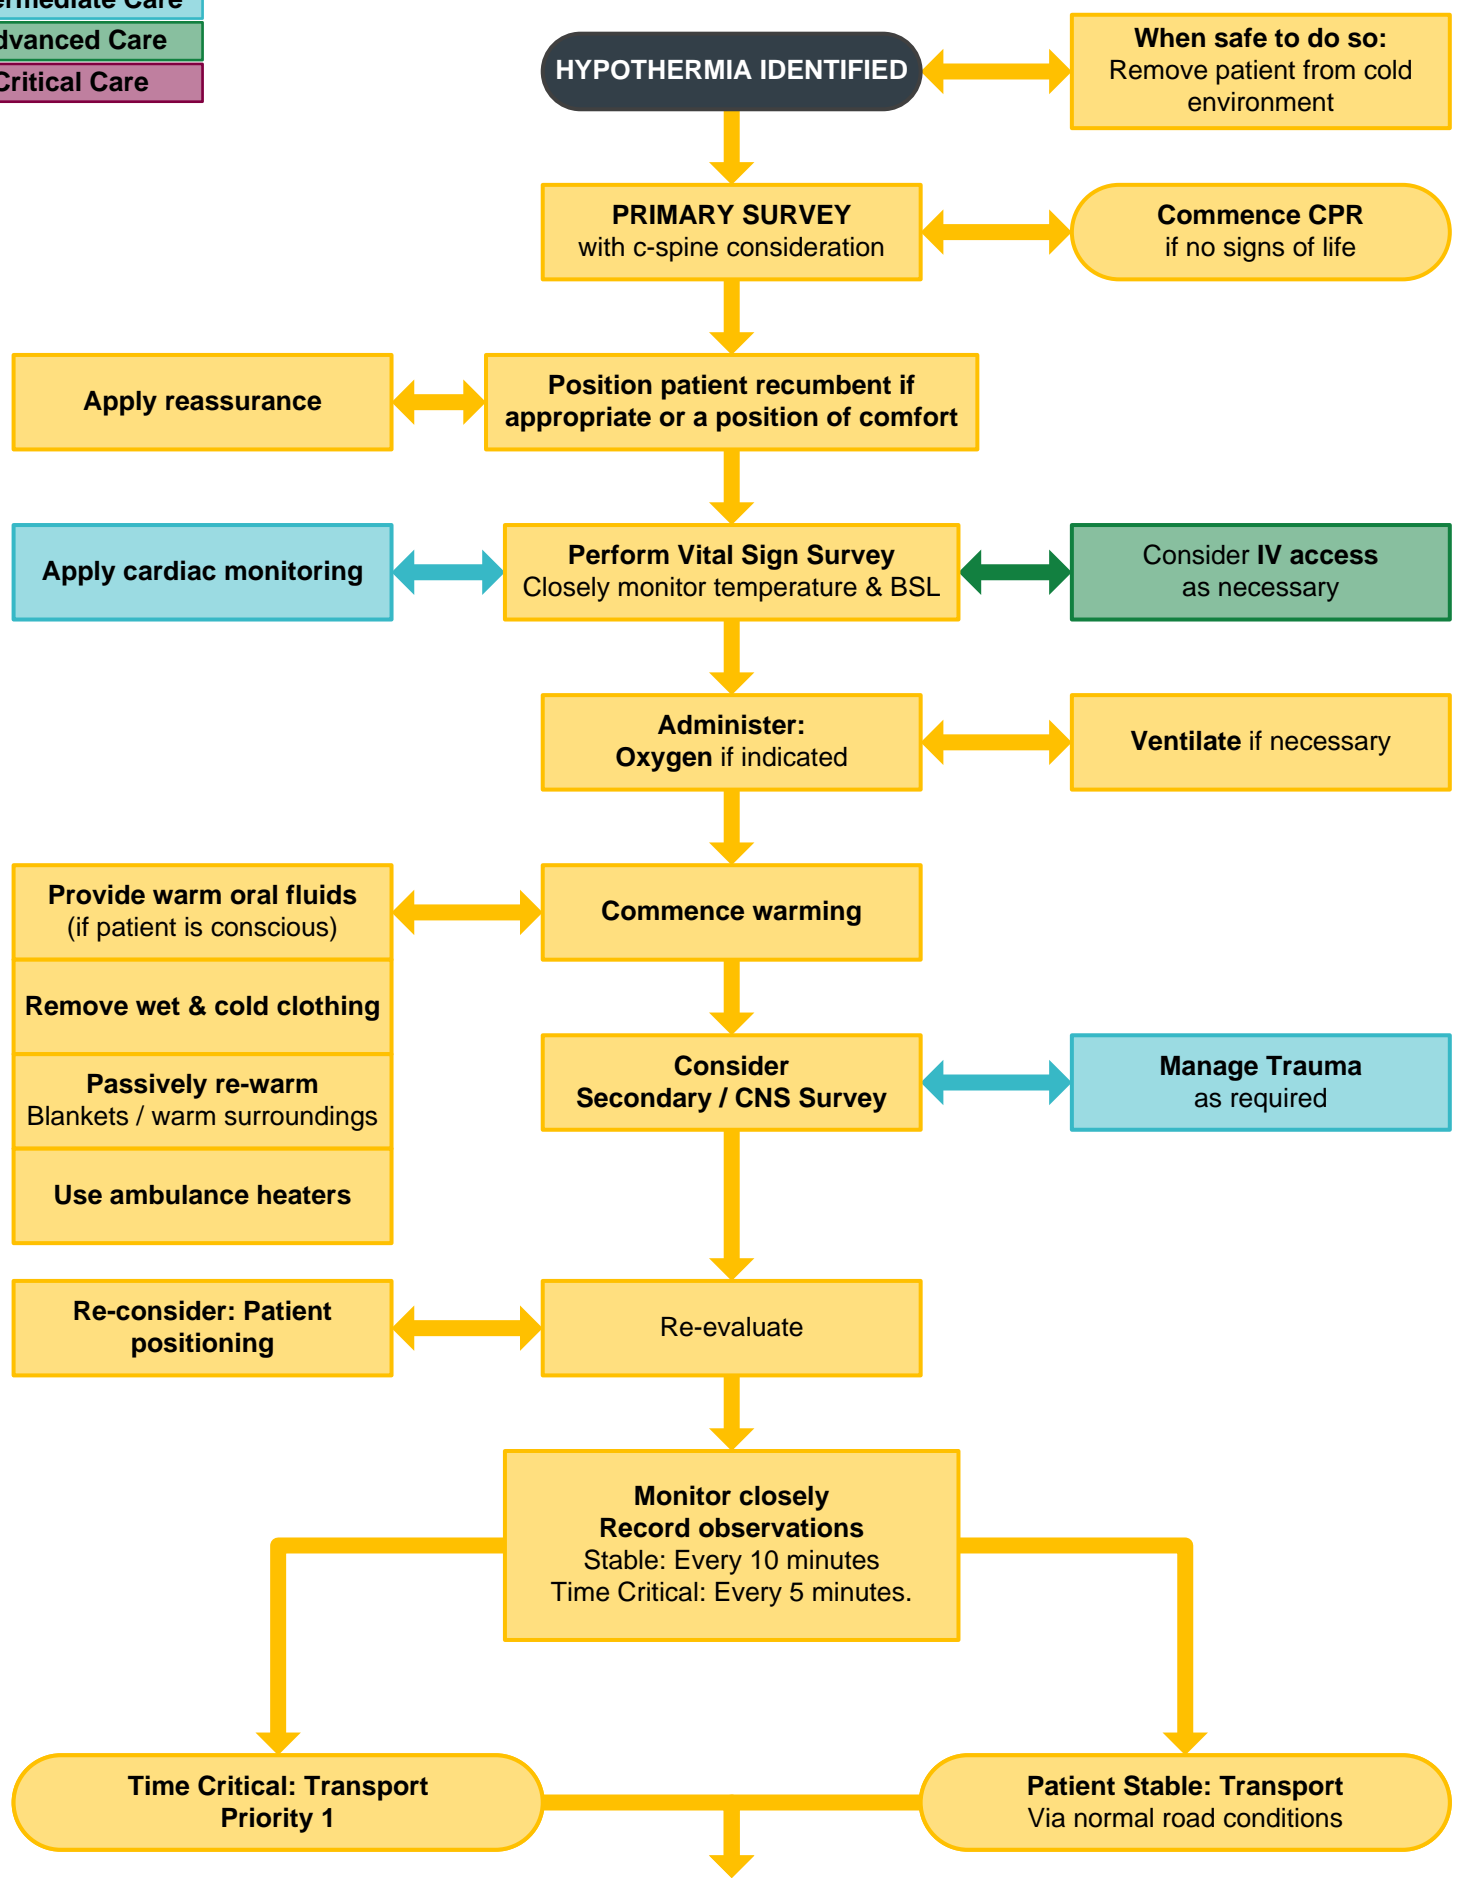 Care
Care
Critical Care
HYPOTHERMIA IDENTIFIED
When safe to do so:
Remove patient from cold
environment
PRIMARY SURVEY
with c-spine consideration
Commence CPR
if no signs of life
Apply reassurance
Position patient recumbent if
appropriate or a position of comfort
Apply cardiac monitoring
Perform Vital Sign Survey
Closely monitor temperature & BSL
Consider IV access
as necessary
Administer:
Oxygen if indicated
Ventilate if necessary
Provide warm oral fluids
(if patient is conscious)
Commence warming
Remove wet & cold clothing
Passively re-warm
Blankets / warm surroundings
Use ambulance heaters
Consider
Secondary / CNS Survey
Manage Trauma
as required
Re-consider: Patient
positioning
Re-evaluate
Monitor closely
Record observations
Stable: Every 10 minutes
Time Critical: Every 5 minutes.
Time Critical: Transport
Priority 1
Patient Stable: Transport
Via normal road conditions